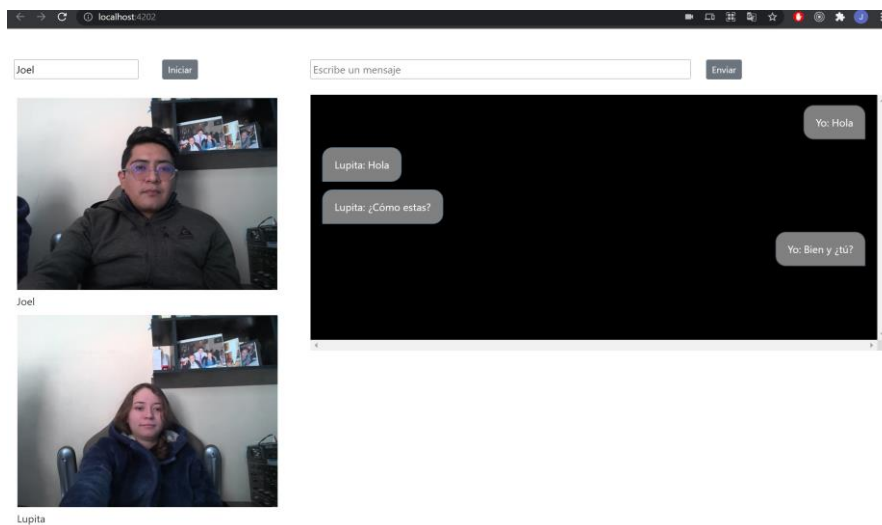 localhost:4202
J
Joel
Iniciar
Escribe un mensaje
Enviar
Yo: Hola
Lupita: Hola
Lupita: ¿Cómo estas?
Yo: Bien y ¿tú?
Joel
Lupita